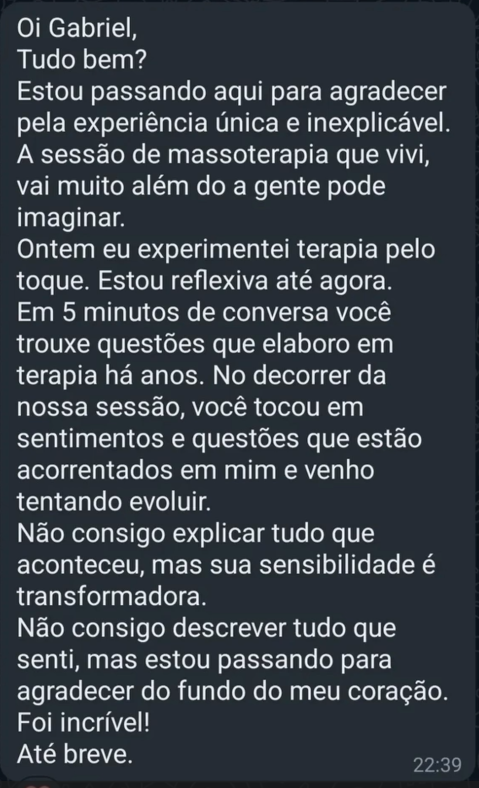 Oi Gabriel,
Tudo bem?
Estou passando aqui para agradecer
pela experiência única e inexplicável.
A sessão de massoterapia que vivi,
vai muito além do a gente pode
imaginar.
Ontem eu experimentei terapia pelo
toque. Estou reflexiva até agora.
Em 5 minutos de conversa você
trouxe questões que elaboro em
terapia há anos. No decorrer da
nossa sessão, você tocou em
sentimentos e questões que estão
acorrentados em mim e venho
tentando evoluir.
Não consigo explicar tudo que
aconteceu, mas sua sensibilidade é
transformadora.
Não consigo descrever tudo que
senti, mas estou passando para
agradecer do fundo do meu coração.
Foi incrível!
Até breve.
22:39